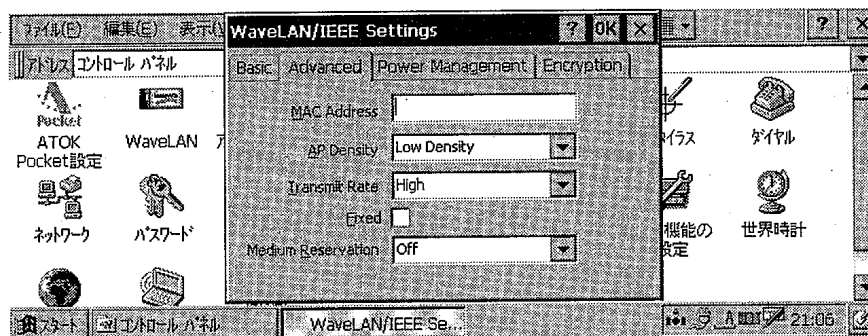 ファイル(F) 編集(E) 表示(V
WaveLAN/IEEE Settings ? OK ×
? ×
アドレス コントロール パネル
Basic Advanced Power Management Encryption
MAC Address
AP Density Low Density
Transmit Rate High
Fixed
Medium Reservation Off
Pocket
ATOK
Pocket設定
WaveLAN
ネットワーク
パスワード
イラス
ダイヤル
機能の
設定
世界時計
スタート
コントロール パネル
WaveLAN/IEEE Se...
A
21:06